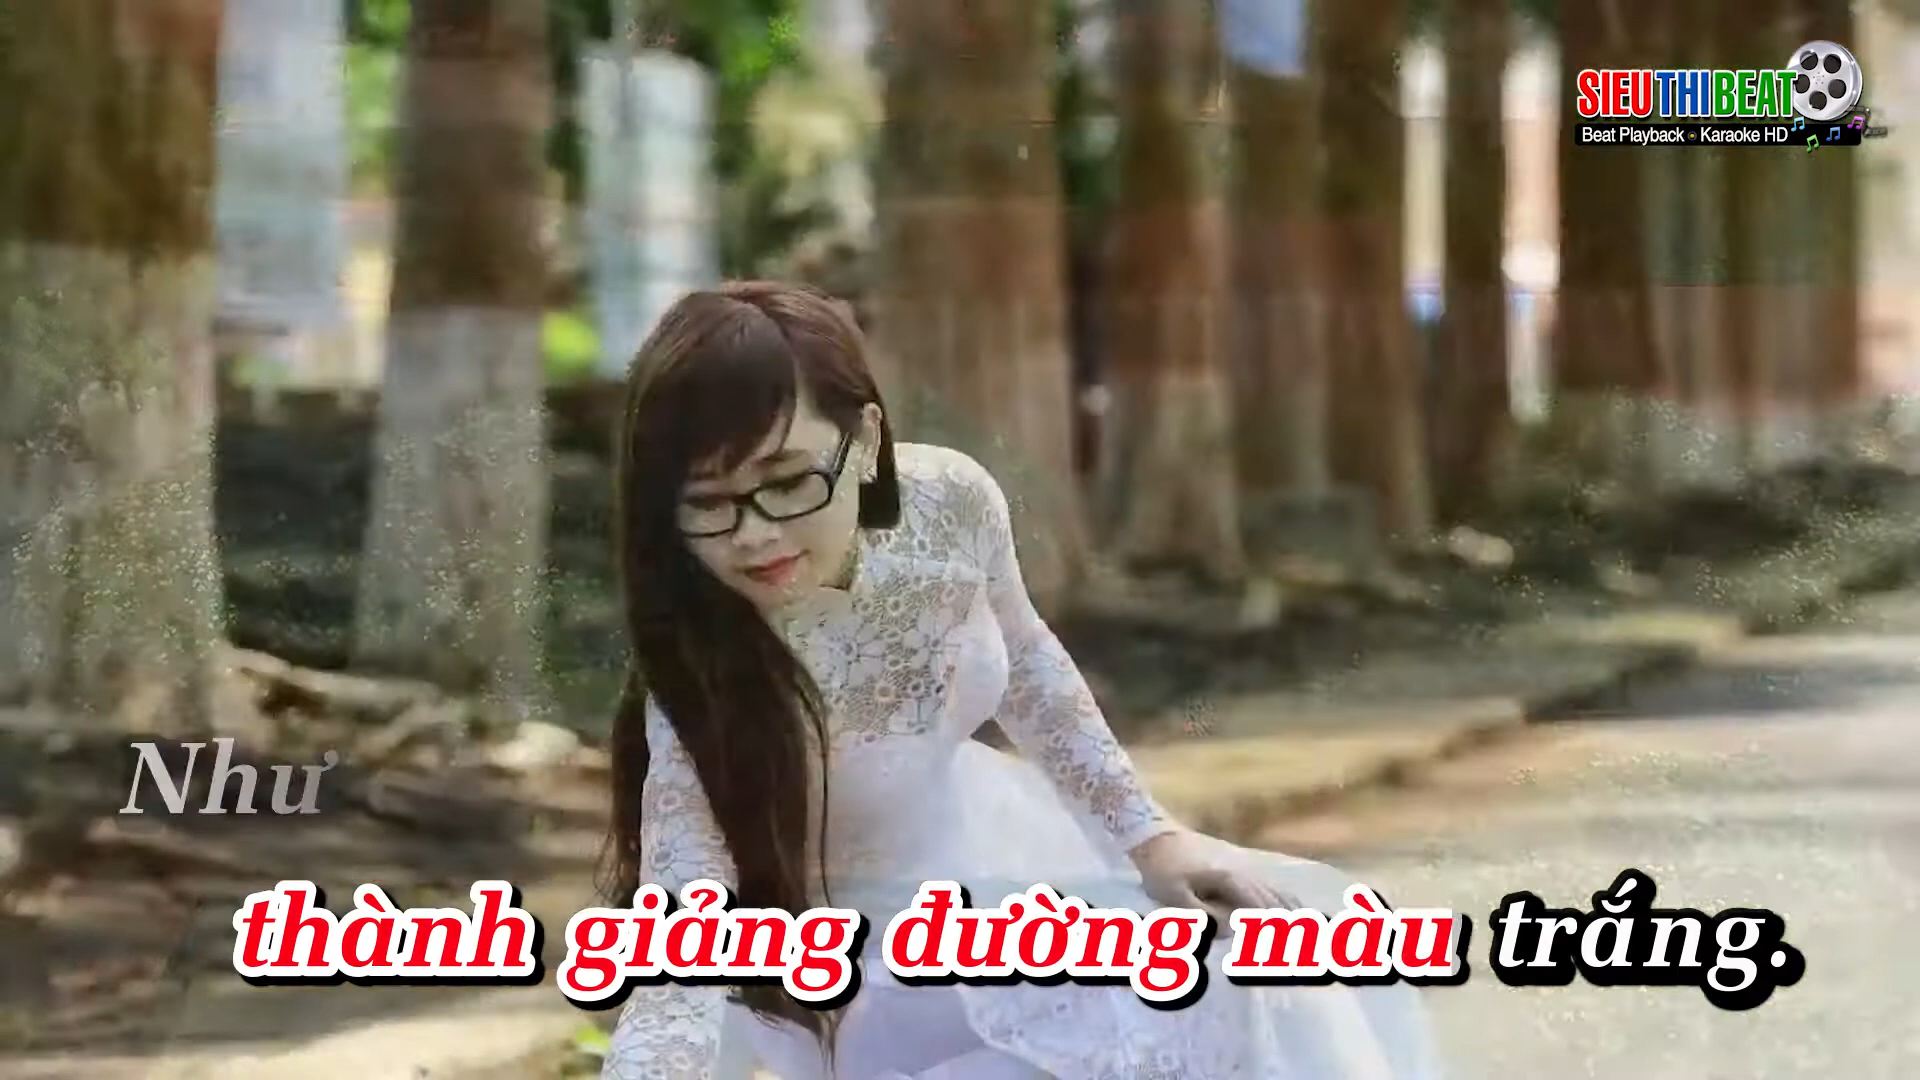 SIEUTHIBEAT
Beat Playback • Karaoke HD
Như
thành giảng đường màu trắng.